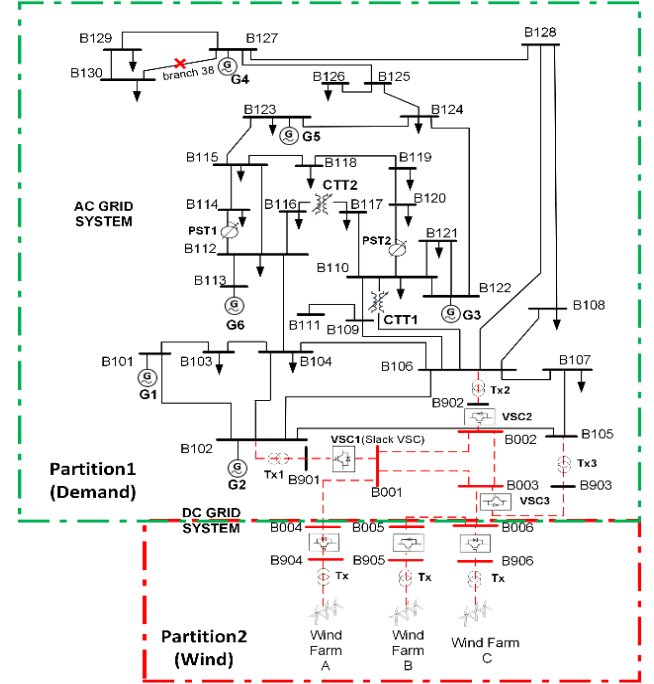 B129
B127
B128
B130
branch 38
G
G4
B126
B125
B123
B124
G
G5
B115
B118
B119
CTT2
B114
B116
B117
B120
AC GRID
SYSTEM
PST1
PST2
B121
B112
B110
B113
B122
G
G6
G
G3
CTT1
B111
B109
B108
B101
B103
B104
B106
B107
G
G1
Tx2
B902
VSC2
B102
VSC1(Slack VSC)
B002
B105
G
G2
Tx1
B901
Tx3
Partition1
(Demand)
B001
B003
B903
VSC3
DC GRID
SYSTEM
B004
B005
B006
B904
B905
B906
Tx
Tx
Tx
Partition2
(Wind)
Wind
Farm
A
Wind
Farm
B
Wind Farm
C